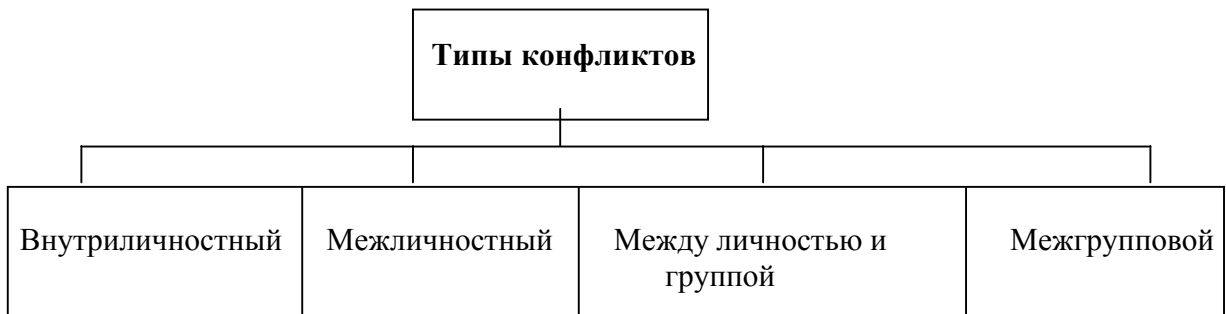 Типы конфликтов
Внутриличностный
Межличностный
Между личностью и
группой
Межгрупповой